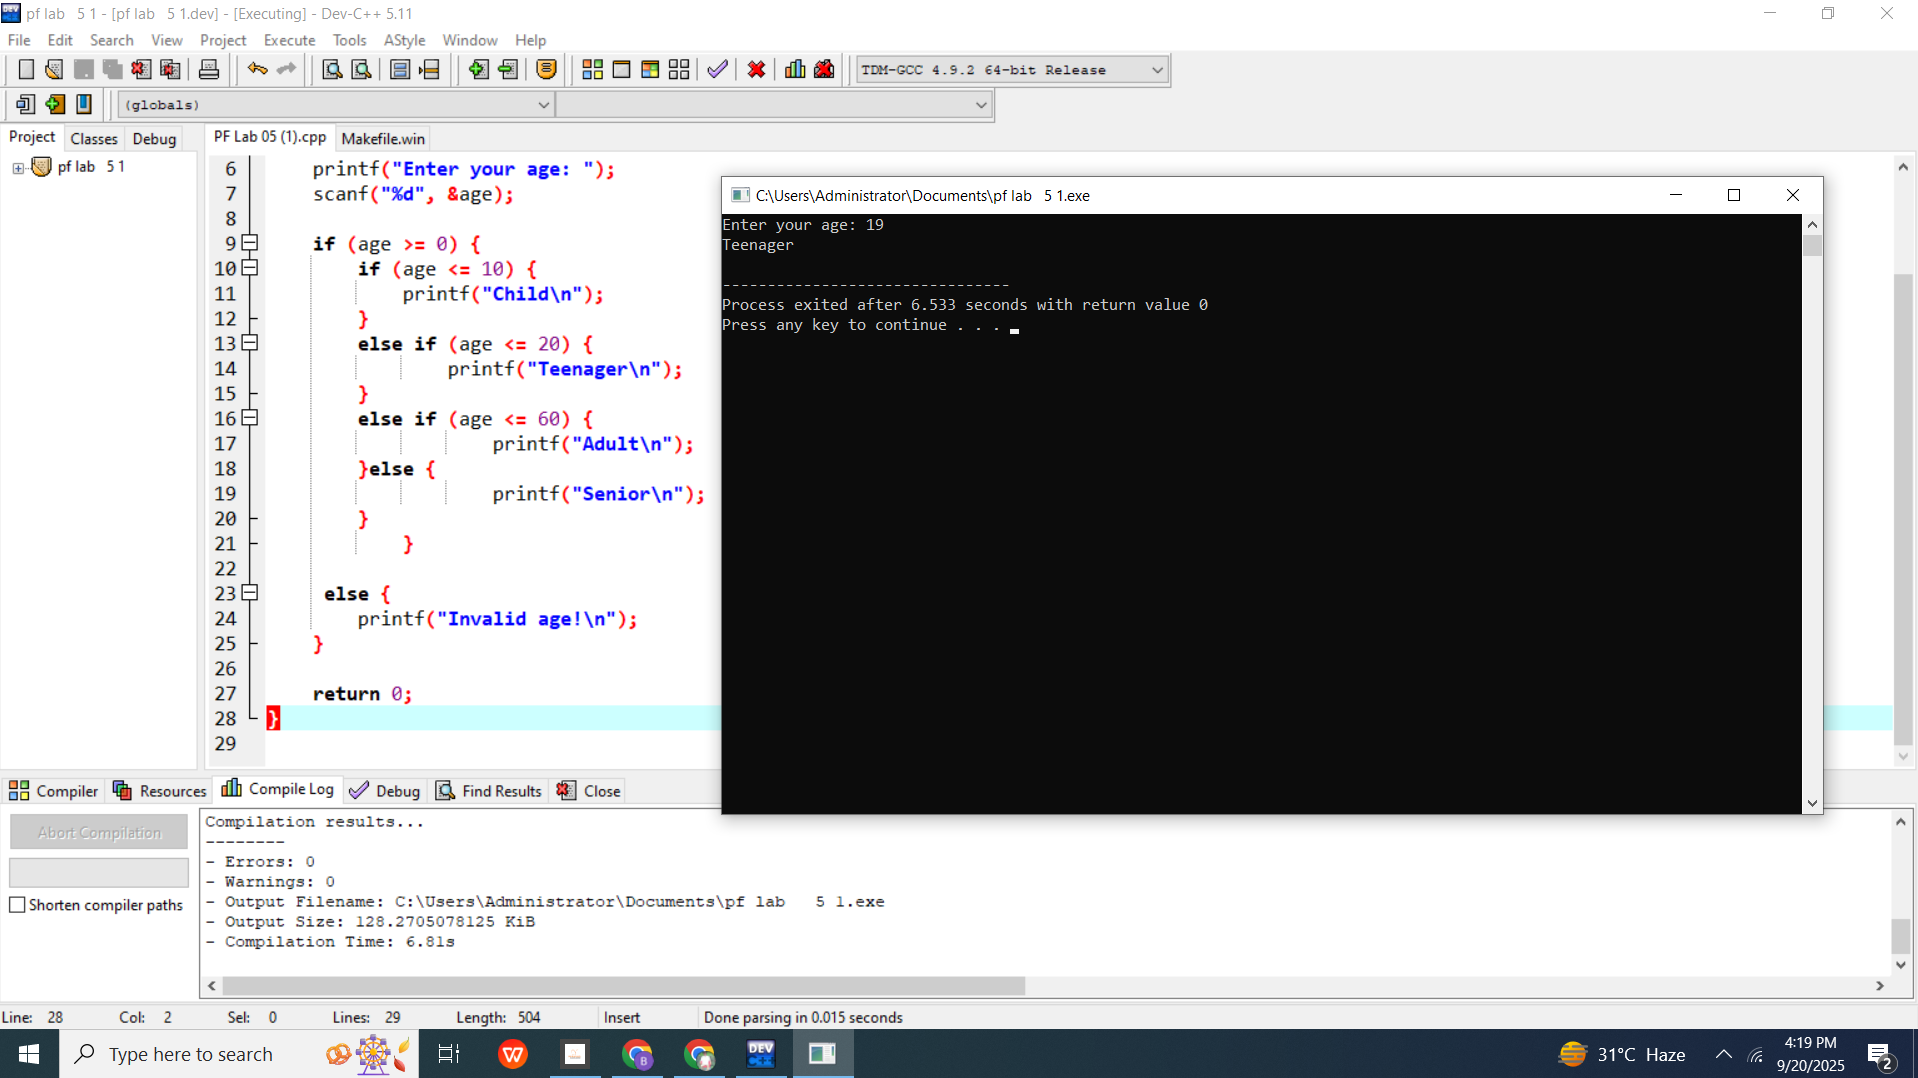 pf lab   5 1 - [pf lab   5 1.dev] - [Executing] - Dev-C++ 5.11
File Edit Search View Project Execute Tools AStyle Window Help
TDM-GCC 4.9.2 64-bit Release
(globals)
Project Classes Debug
PF Lab 05 (1).cpp Makefile.win
pf lab   5 1
6 printf("Enter your age: ");
7 scanf("%d", &age);
8
9 if (age >= 0) {
10 if (age <= 10) {
11 printf("Child\n");
12 }
13 else if (age <= 20) {
14 printf("Teenager\n");
15 }
16 else if (age <= 60) {
17 printf("Adult\n");
18 }else {
19 printf("Senior\n");
20 }
21 }
22
23 else {
24 printf("Invalid age!\n");
25 }
26
27 return 0;
28 }
29
C:\Users\Administrator\Documents\pf lab   5 1.exe
Enter your age: 19
Teenager
--------------------------------
Process exited after 6.533 seconds with return value 0
Press any key to continue . . .
Compiler Resources Compile Log Debug Find Results Close
Abort Compilation
Shorten compiler paths
Compilation results...
--------
- Errors: 0
- Warnings: 0
- Output Filename: C:\Users\Administrator\Documents\pf lab   5 1.exe
- Output Size: 128.2705078125 KiB
- Compilation Time: 6.81s
Line: 28 Col: 2 Sel: 0 Lines: 29 Length: 504 Insert Done parsing in 0.015 seconds
Type here to search
DEV
31°C Haze
4:19 PM
9/20/2025
2